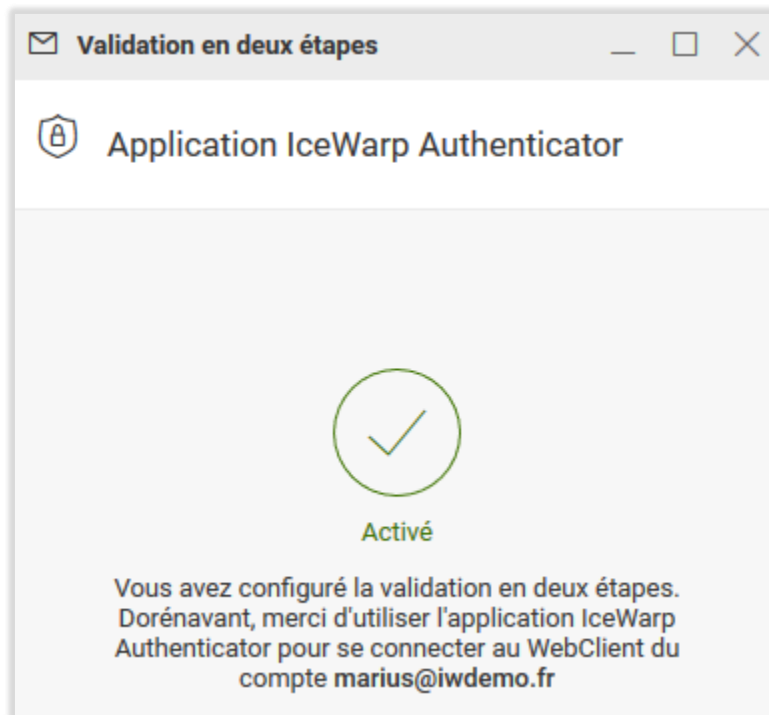 Validation en deux étapes
Application IceWarp Authenticator
Activé
Vous avez configuré la validation en deux étapes.
Dorénavant, merci d'utiliser l'application IceWarp
Authenticator pour se connecter au WebClient du
compte marius@iwdemo.fr